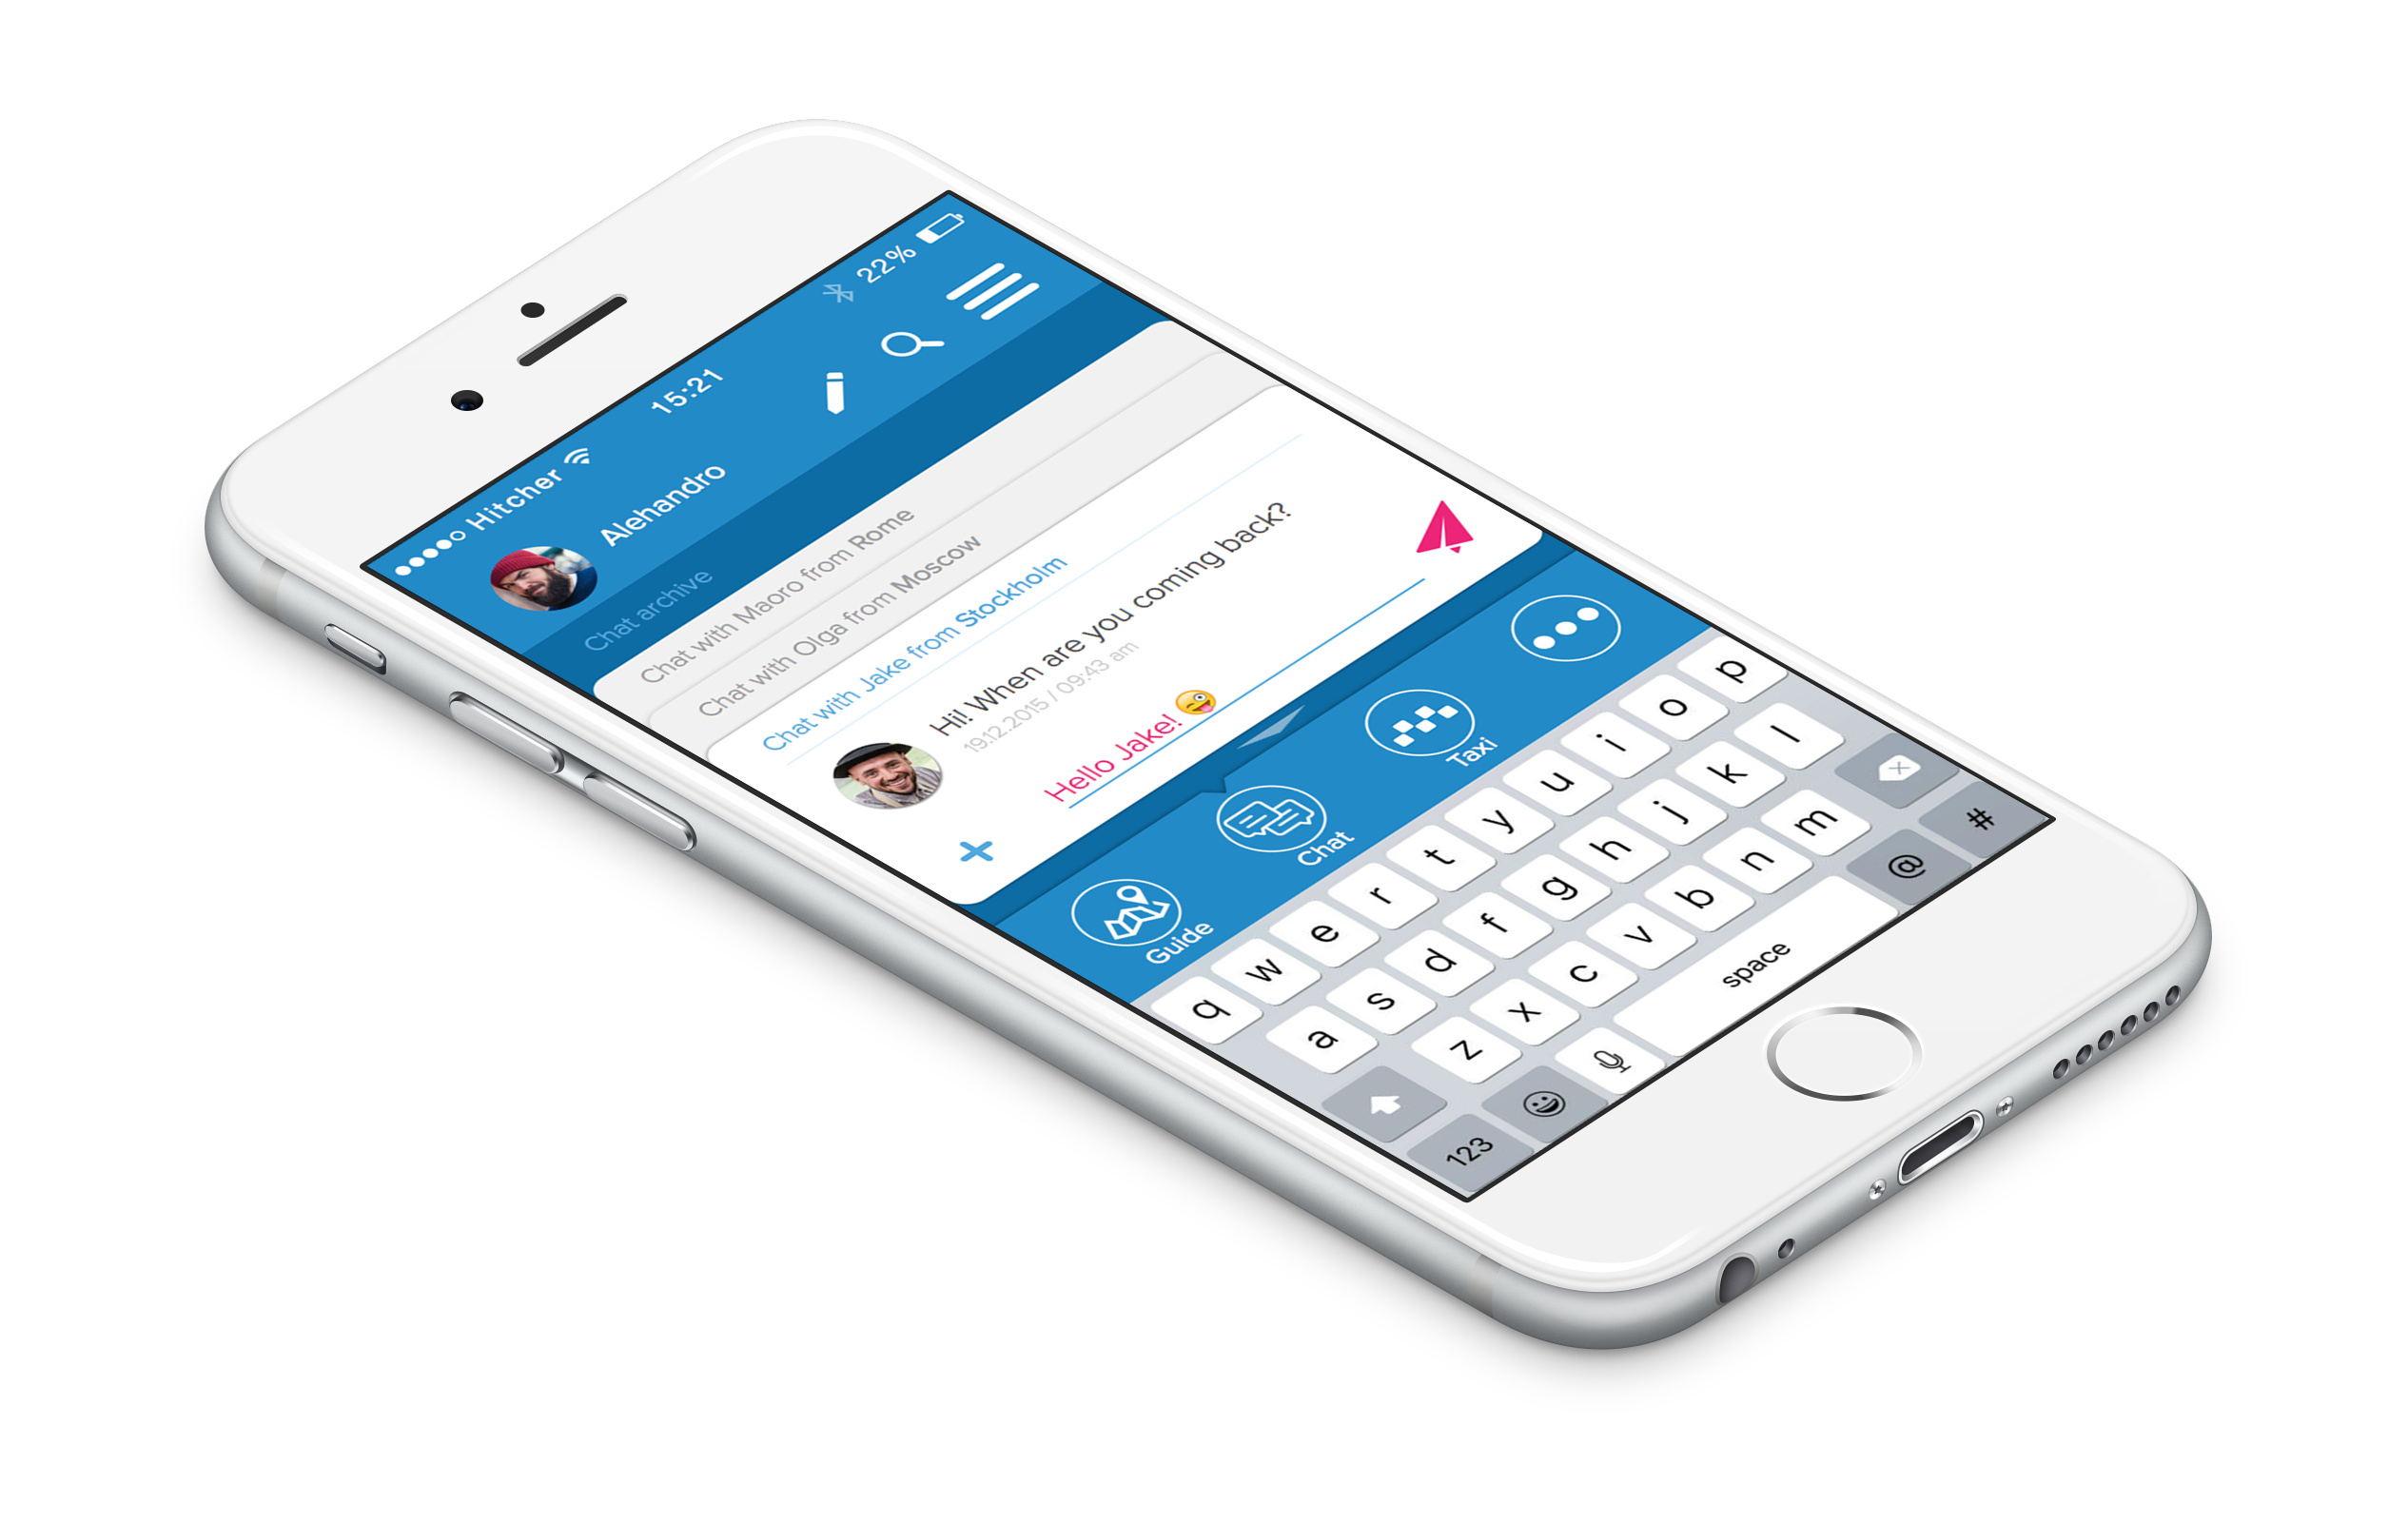 Hitcher 15:21 22%
Alehandro
Chat archive
Chat with Maoro from Rome
Chat with Olga from Moscow
Chat with Jake from Stockholm
Hi! When are you coming back?
19.12.2015 / 09:43 am
Hello Jake! 😜
Guide Chat Taxi
q w e r t y u i o p
a s d f g h j k l
z x c v b n m
123 space @ #